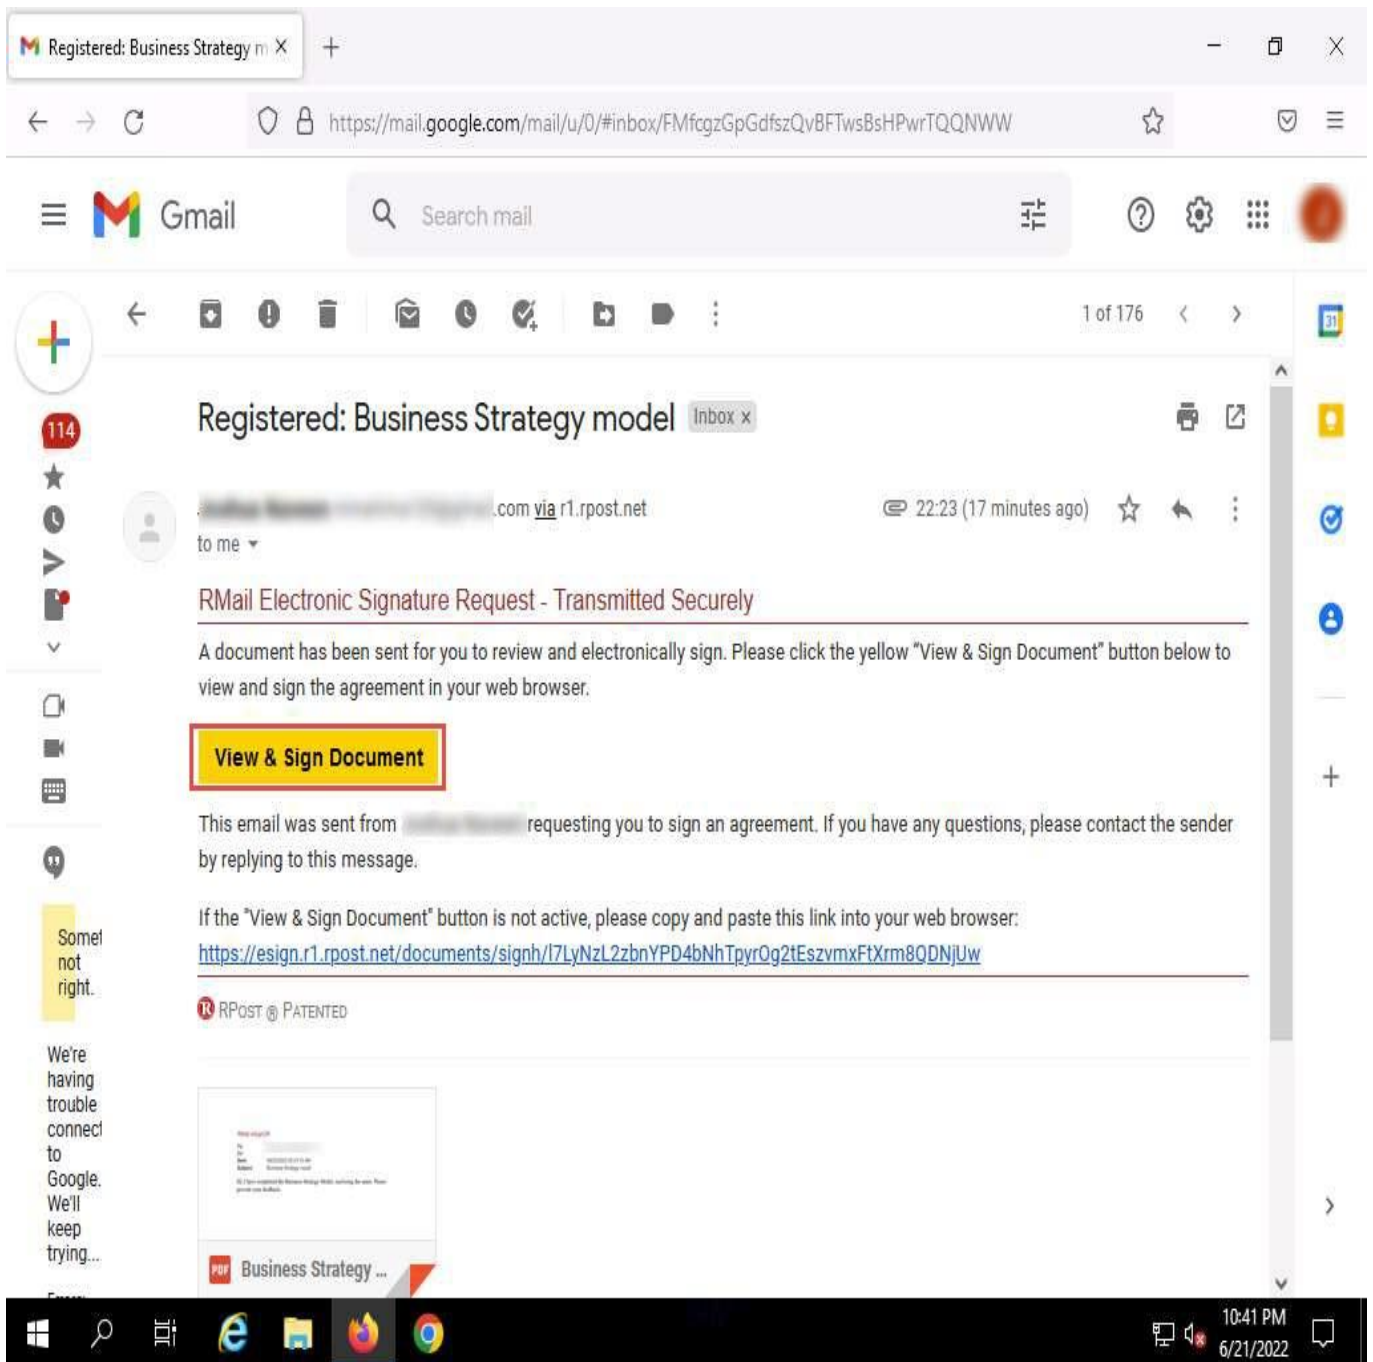 Registered: Business Strategy m
https://mail.google.com/mail/u/0/#inbox/FMfcgzGpGdfszQvBFTwsBsHPwrTQQNWW
Gmail
Search mail
1 of 176
31
114
Registered: Business Strategy model Inbox x
.com via r1.rpost.net
22:23 (17 minutes ago)
to me
RMail Electronic Signature Request - Transmitted Securely
A document has been sent for you to review and electronically sign. Please click the yellow "View & Sign Document" button below to
view and sign the agreement in your web browser.
View & Sign Document
This email was sent from requesting you to sign an agreement. If you have any questions, please contact the sender
by replying to this message.
If the "View & Sign Document" button is not active, please copy and paste this link into your web browser:
https://esign.r1.rpost.net/documents/signh/l7LyNzL2zbnYPD4bNhTpyrOg2tEszvmxFtXrm8QDNjUw
RPOST ® PATENTED
Somet
not
right.
We're
having
trouble
connect
to
Google.
We'll
keep
trying...
PDF Business Strategy ...
10:41 PM
6/21/2022